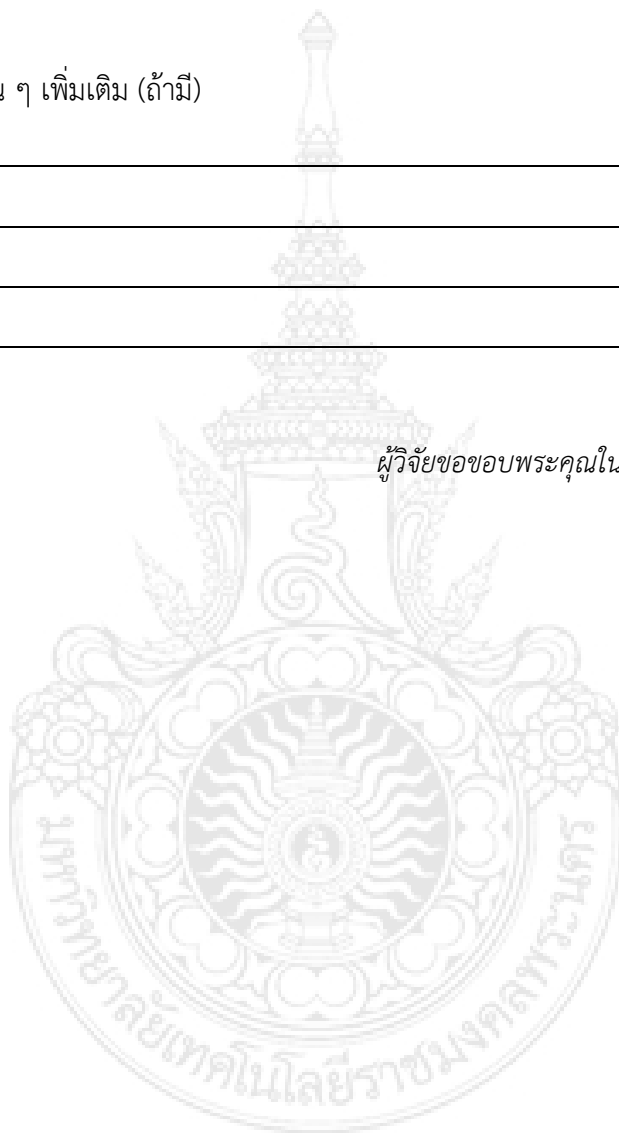 น ๆ เพิ่มเติม (ถ้ามี)
ผู้วิจัยขอขอบพระคุณใน
มหาวิทยาลัยเทคโนโลยีราชมงคลพระนคร